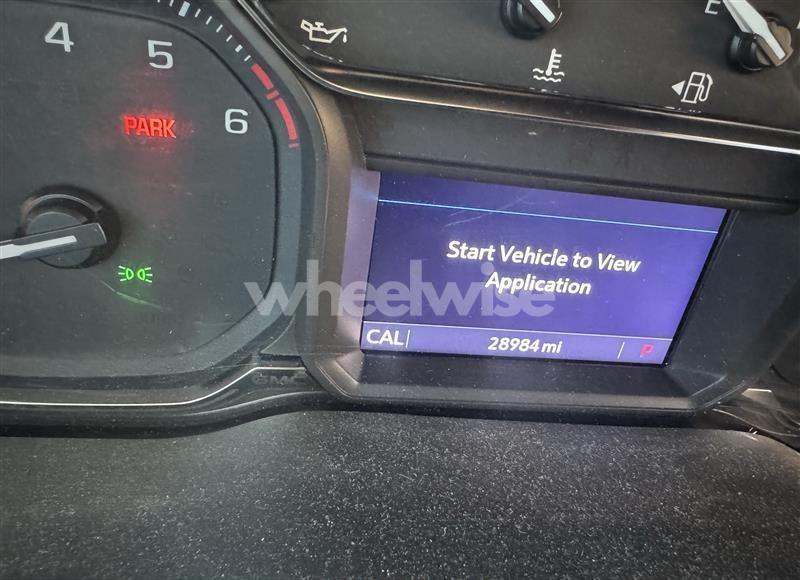 4
5
6
PARK
E
Start Vehicle to View
Application
wheelwise
CAL
28984 mi
P
GMC